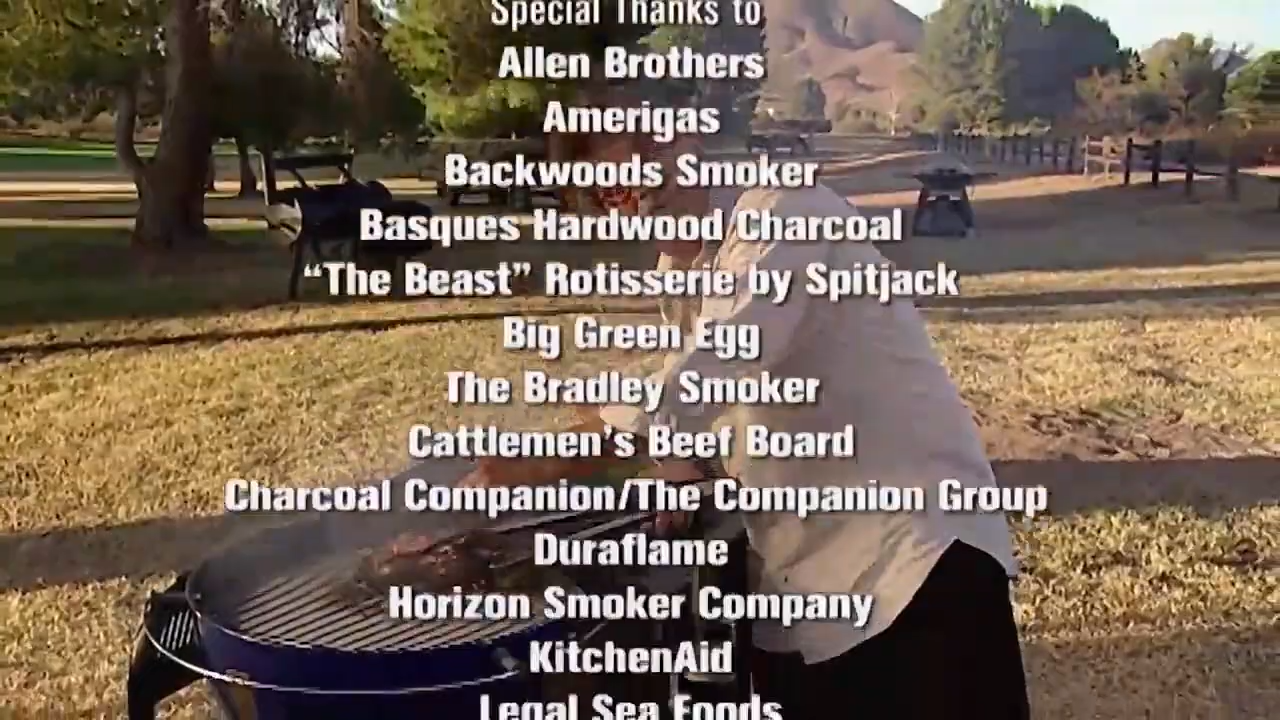 Special Thanks to
Allen Brothers
Amerigas
Backwoods Smoker
Basques Hardwood Charcoal
“The Beast” Rotisserie by Spitjack
Big Green Egg
The Bradley Smoker
Cattlemen’s Beef Board
Charcoal Companion/The Companion Group
Duraflame
Horizon Smoker Company
KitchenAid
Legal Sea Foods